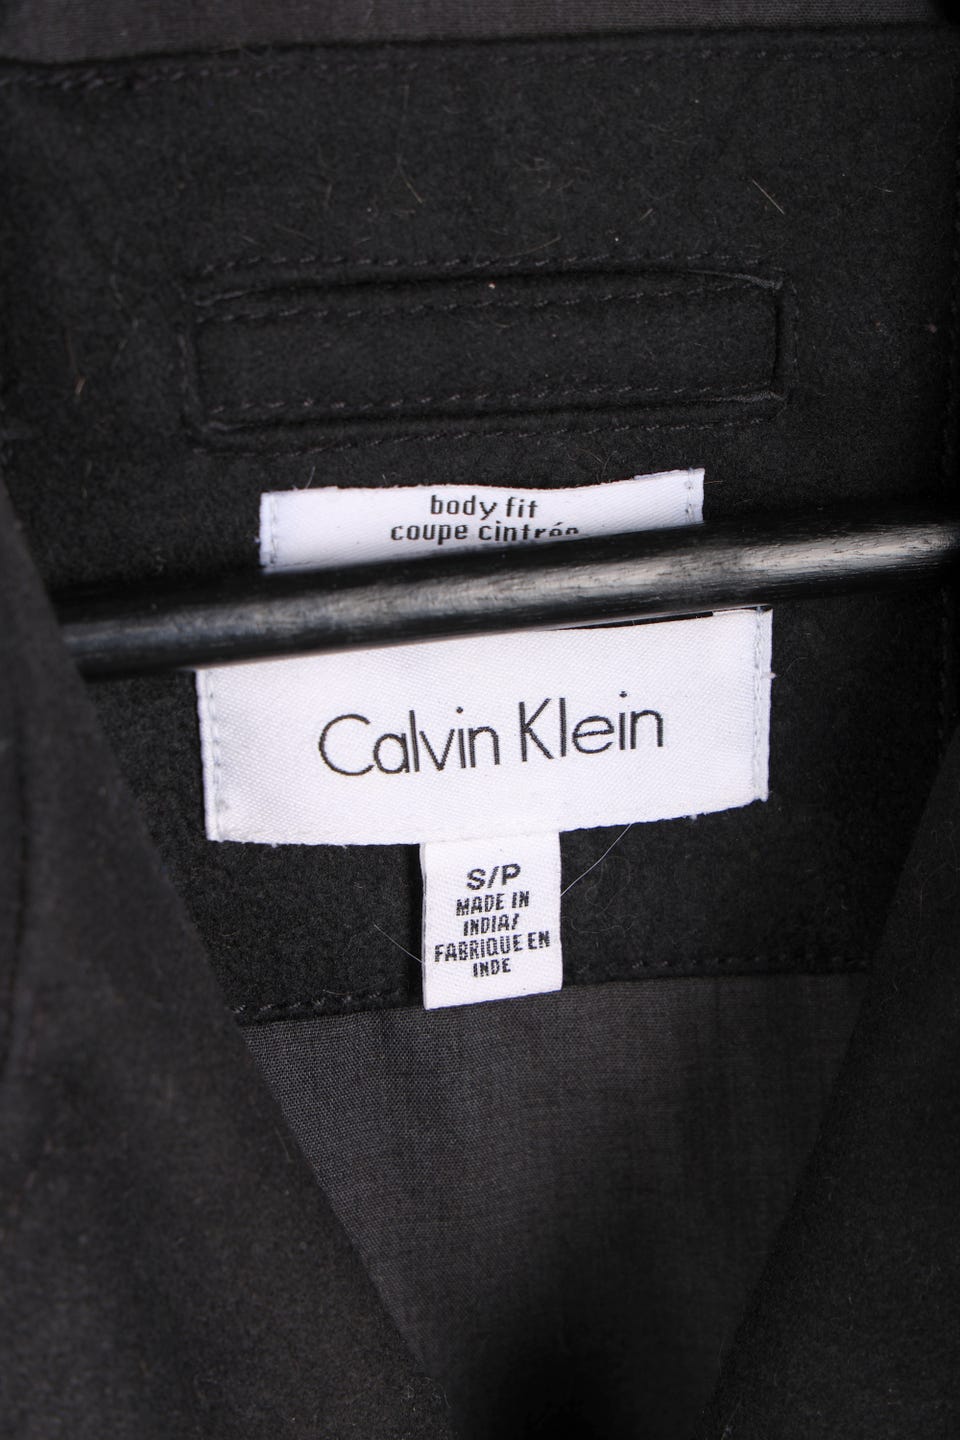 body fit
coupe cintrée
Calvin Klein
S/P
MADE IN
INDIA/
FABRIQUE EN
INDE